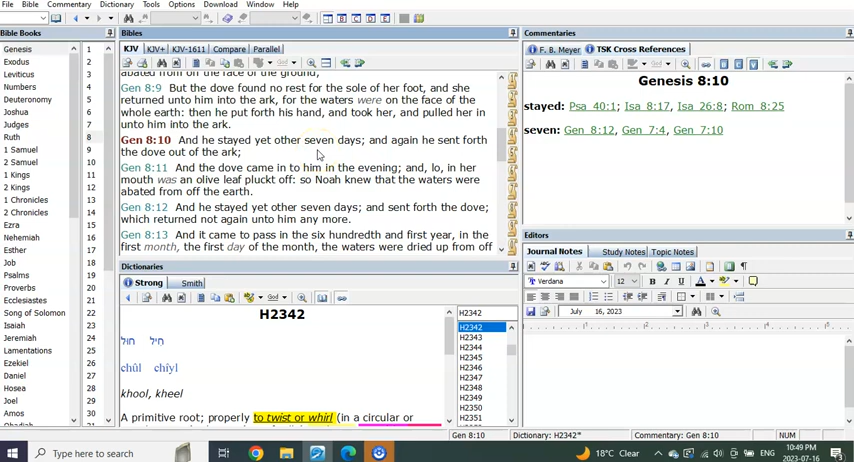 File Bible Commentary Dictionary Tools Options Download Window Help
Bible Books
Genesis 1
Exodus 2
Leviticus 3
Numbers 4
Deuteronomy 5
Joshua 6
Judges 7
Ruth 8
1 Samuel 9
2 Samuel 10
1 Kings 11
2 Kings 12
1 Chronicles 13
2 Chronicles 14
Ezra 15
Nehemiah 16
Esther 17
Job 18
Psalms 19
Proverbs 20
Ecclesiastes 21
Song of Solomon 22
Isaiah 23
Jeremiah 24
Lamentations 25
Ezekiel 26
Daniel 27
Hosea 28
Joel 29
Amos 30
Bibles
KJV KJV+ KJV-1611 Compare Parallel
abated from off the face of the ground;
Gen 8:9 But the dove found no rest for the sole of her foot, and she
returned unto him into the ark, for the waters were on the face of the
whole earth: then he put forth his hand, and took her, and pulled her in
unto him into the ark.
Gen 8:10 And he stayed yet other seven days; and again he sent forth
the dove out of the ark;
Gen 8:11 And the dove came in to him in the evening; and, lo, in her
mouth was an olive leaf pluckt off: so Noah knew that the waters were
abated from off the earth.
Gen 8:12 And he stayed yet other seven days; and sent forth the dove;
which returned not again unto him any more.
Gen 8:13 And it came to pass in the six hundredth and first year, in the
first month, the first day of the month, the waters were dried up from off
Dictionaries
Strong Smith
H2342
חול חיל
chûl chîyl
khool, kheel
A primitive root; properly to twist or whirl (in a circular or
H2342
H2342
H2343
H2344
H2345
H2346
H2347
H2348
H2349
H2350
H2351
Commentaries
F. B. Meyer TSK Cross References
Genesis 8:10
stayed: Psa 40:1; Isa 8:17, Isa 26:8; Rom 8:25
seven: Gen 8:12, Gen 7:4, Gen 7:10
Editors
Journal Notes Study Notes Topic Notes
Verdana 12 B I U A
July 16, 2023
1 2 3 4 5
Gen 8:10 Dictionary: H2342* Commentary: Gen 8:10 NUM
Type here to search
18°C Clear
ENG
10:49 PM
2023-07-16